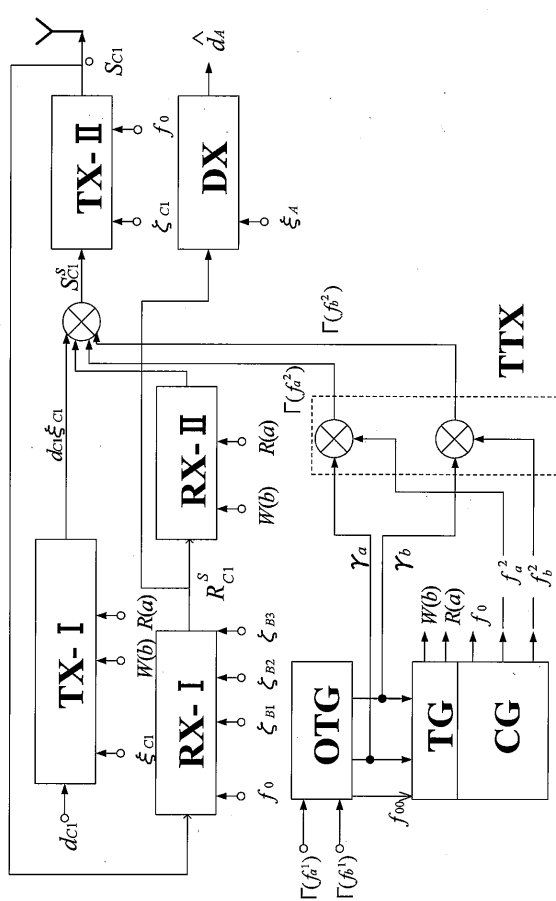 d_C1
TX-I
ξ_C1
W(b)
R(a)
d_C1ξ_C1
S^s_C1
TX-II
ζ_C1
f_0
S_C1
RX-I
f_0
ζ_B1
ζ_B2
ζ_B3
R^s_C1
RX-II
W(b)
R(a)
DX
ξ_A
d̂_A
Γ(f_a^1)
Γ(f_b^1)
OTG
f_00
TG
CG
γ_a
γ_b
W(b)
R(a)
f_0
f_a^2
f_b^2
Γ(f_a^2)
Γ(f_b^2)
TTX